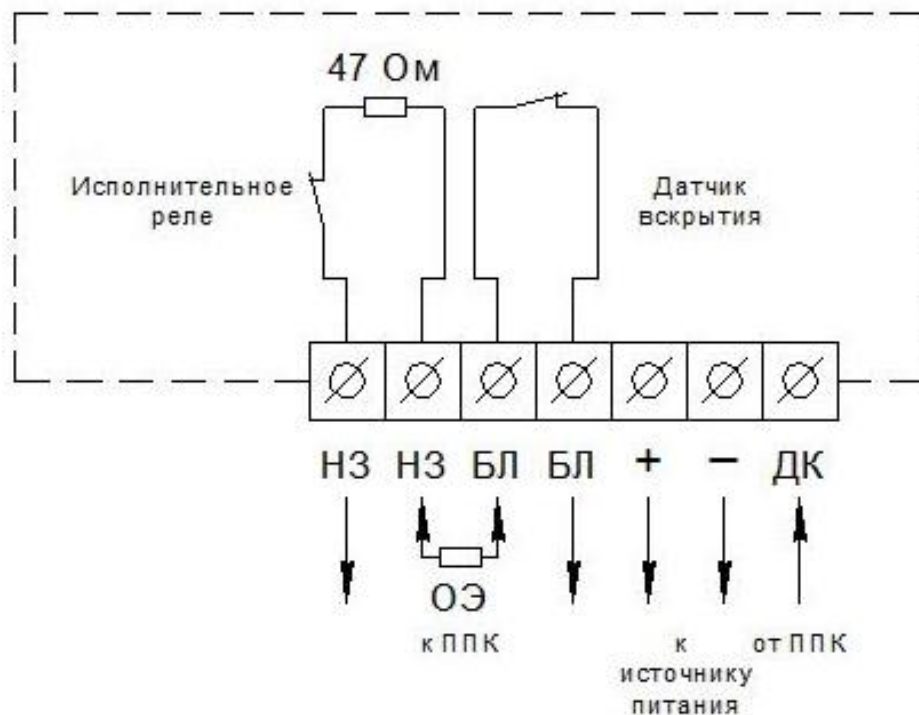 47 Ом
Исполнительное
реле
Датчик
вскрытия
НЗ НЗ БЛ БЛ + − ДК
ОЭ
к ППК
к
источнику
питания
от ППК